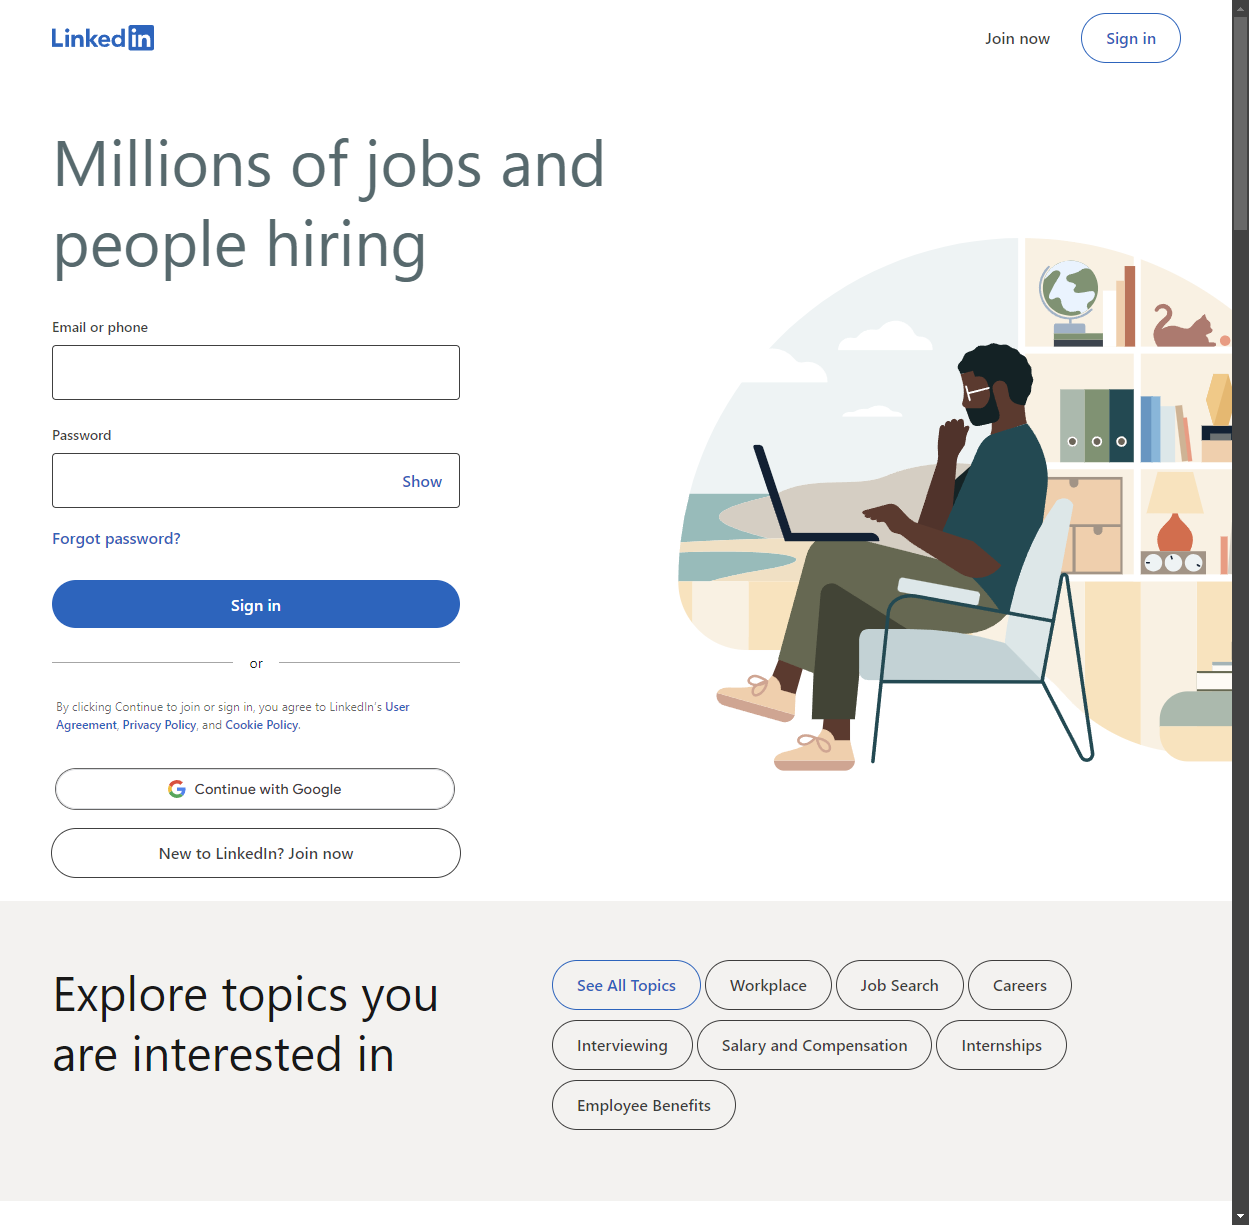 Linked in
Join now
Sign in
Millions of jobs and
people hiring
Email or phone
Password
Show
Forgot password?
Sign in
or
By clicking Continue to join or sign in, you agree to LinkedIn's User
Agreement, Privacy Policy, and Cookie Policy.
Continue with Google
New to LinkedIn? Join now
Explore topics you
are interested in
See All Topics
Workplace
Job Search
Careers
Interviewing
Salary and Compensation
Internships
Employee Benefits